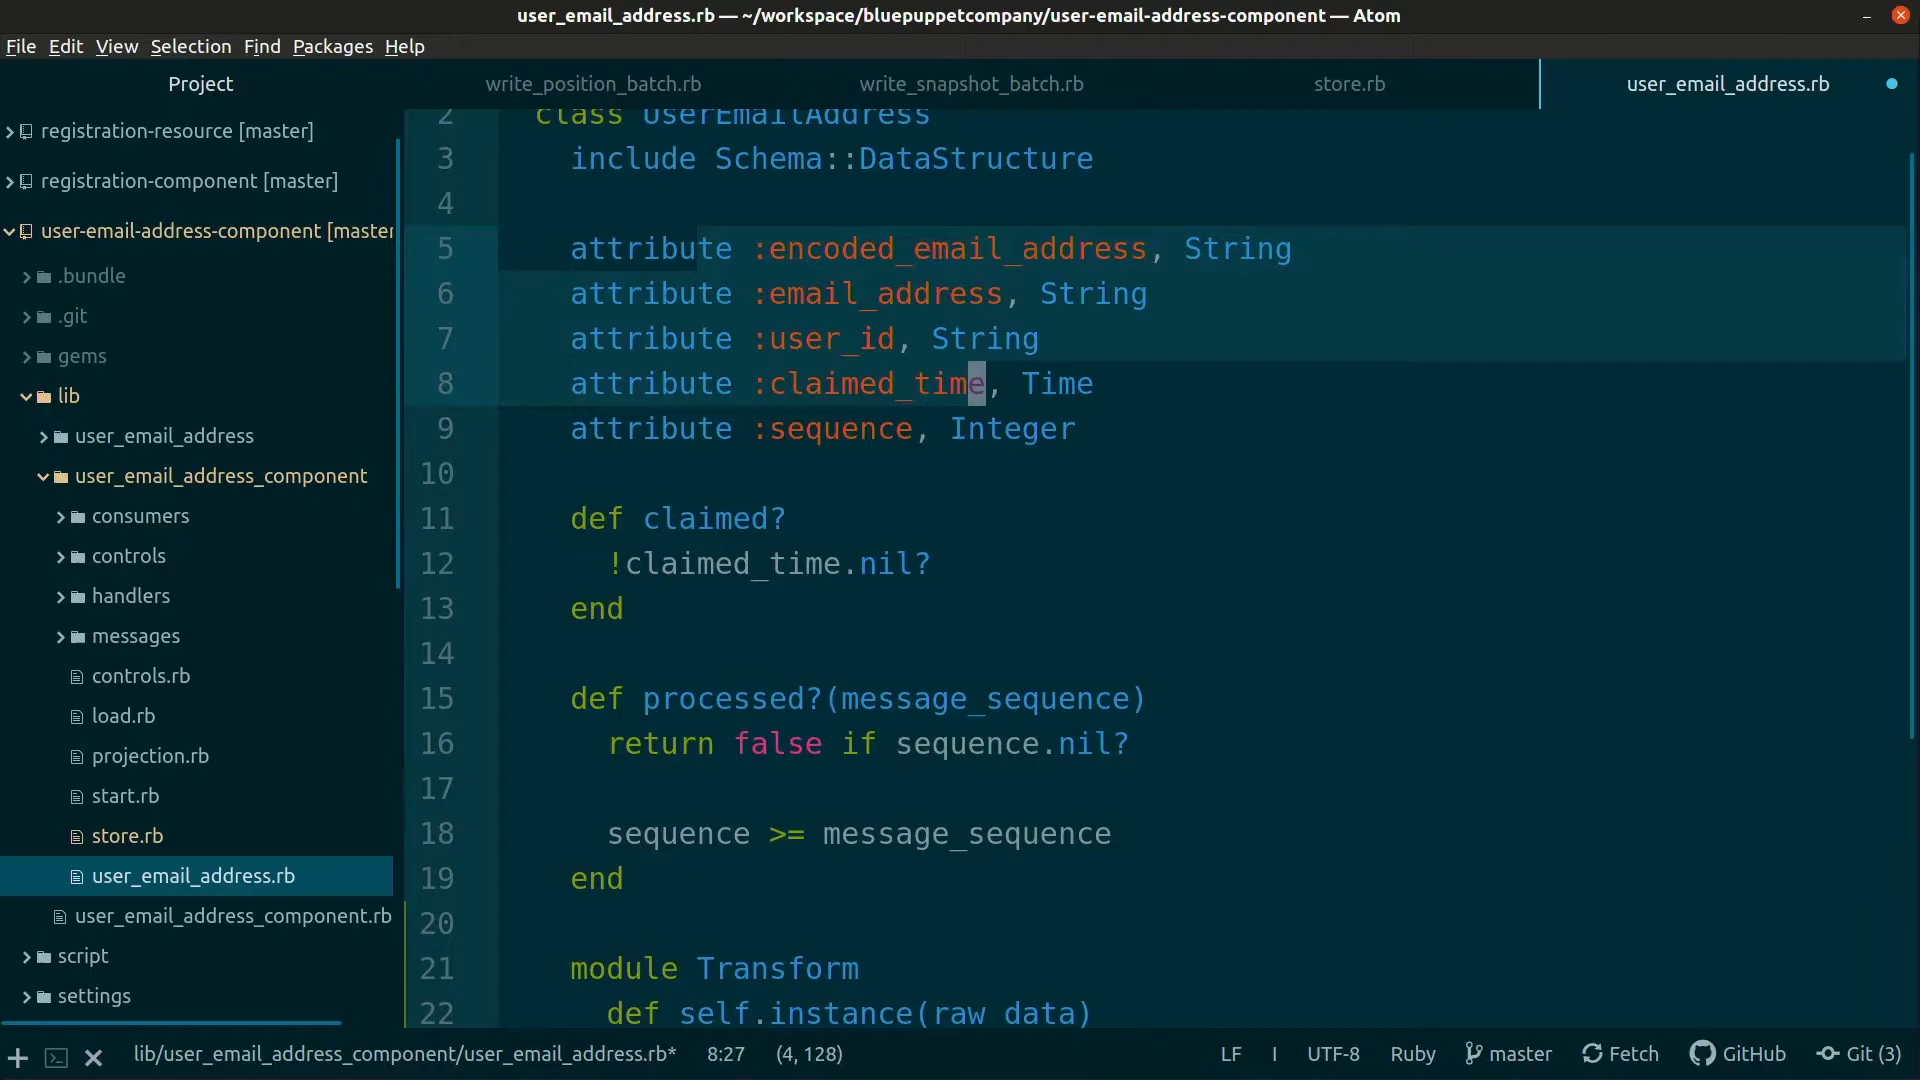 user_email_address.rb — ~/workspace/bluepuppetcompany/user-email-address-component — Atom
File Edit View Selection Find Packages Help
Project
write_position_batch.rb
write_snapshot_batch.rb
store.rb
user_email_address.rb
registration-resource [master]
registration-component [master]
user-email-address-component [master
.bundle
.git
gems
lib
user_email_address
user_email_address_component
consumers
controls
handlers
messages
controls.rb
load.rb
projection.rb
start.rb
store.rb
user_email_address.rb
user_email_address_component.rb
script
settings
2 class UserEmailAddress
3 include Schema::DataStructure
4
5 attribute :encoded_email_address, String
6 attribute :email_address, String
7 attribute :user_id, String
8 attribute :claimed_time, Time
9 attribute :sequence, Integer
10
11 def claimed?
12 !claimed_time.nil?
13 end
14
15 def processed?(message_sequence)
16 return false if sequence.nil?
17
18 sequence >= message_sequence
19 end
20
21 module Transform
22 def self.instance(raw_data)
lib/user_email_address_component/user_email_address.rb* 8:27 (4, 128) LF I UTF-8 Ruby master Fetch GitHub Git (3)